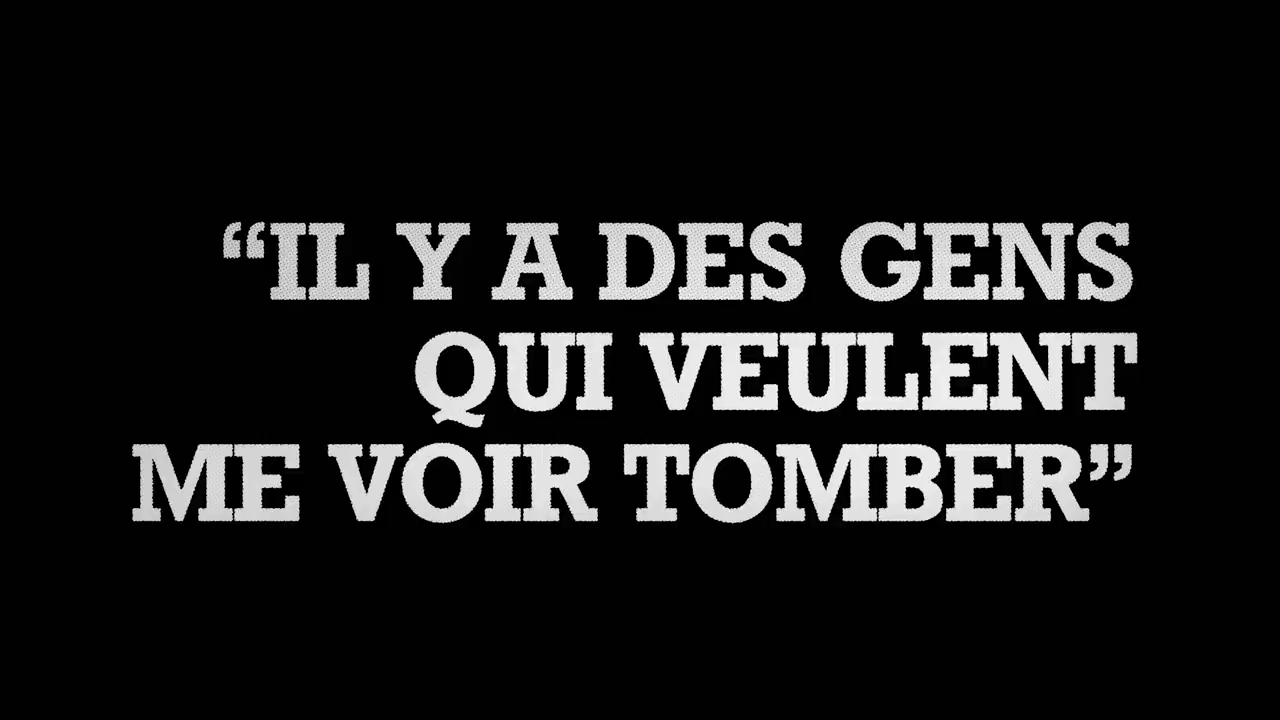 “IL Y A DES GENS
QUI VEULENT
ME VOIR TOMBER”